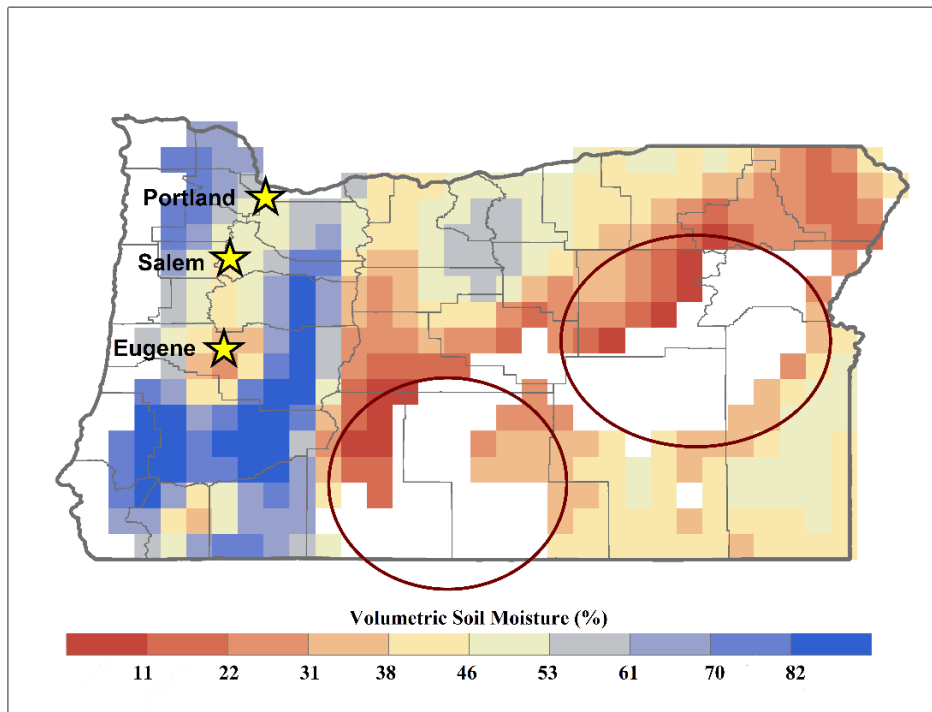 Portland
Salem
Eugene
Volumetric Soil Moisture (%)
11 22 31 38 46 53 61 70 82